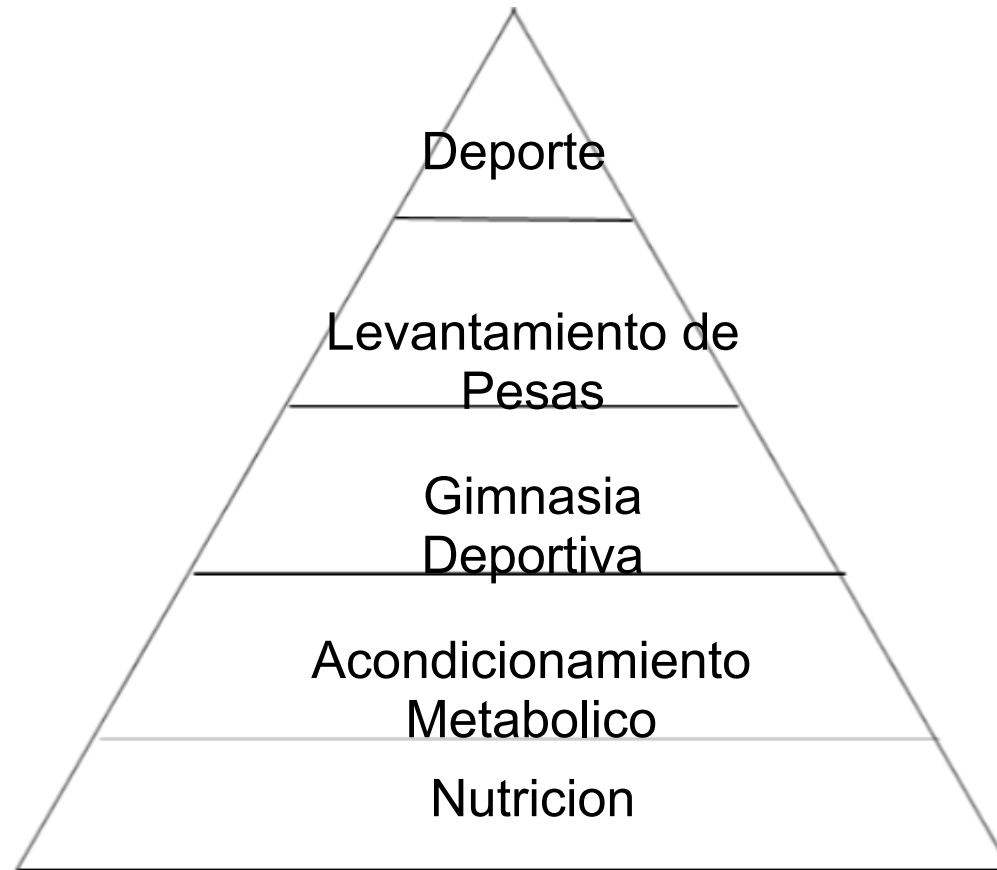 Deporte
Levantamiento de
Pesas
Gimnasia
Deportiva
Acondicionamiento
Metabolico
Nutricion